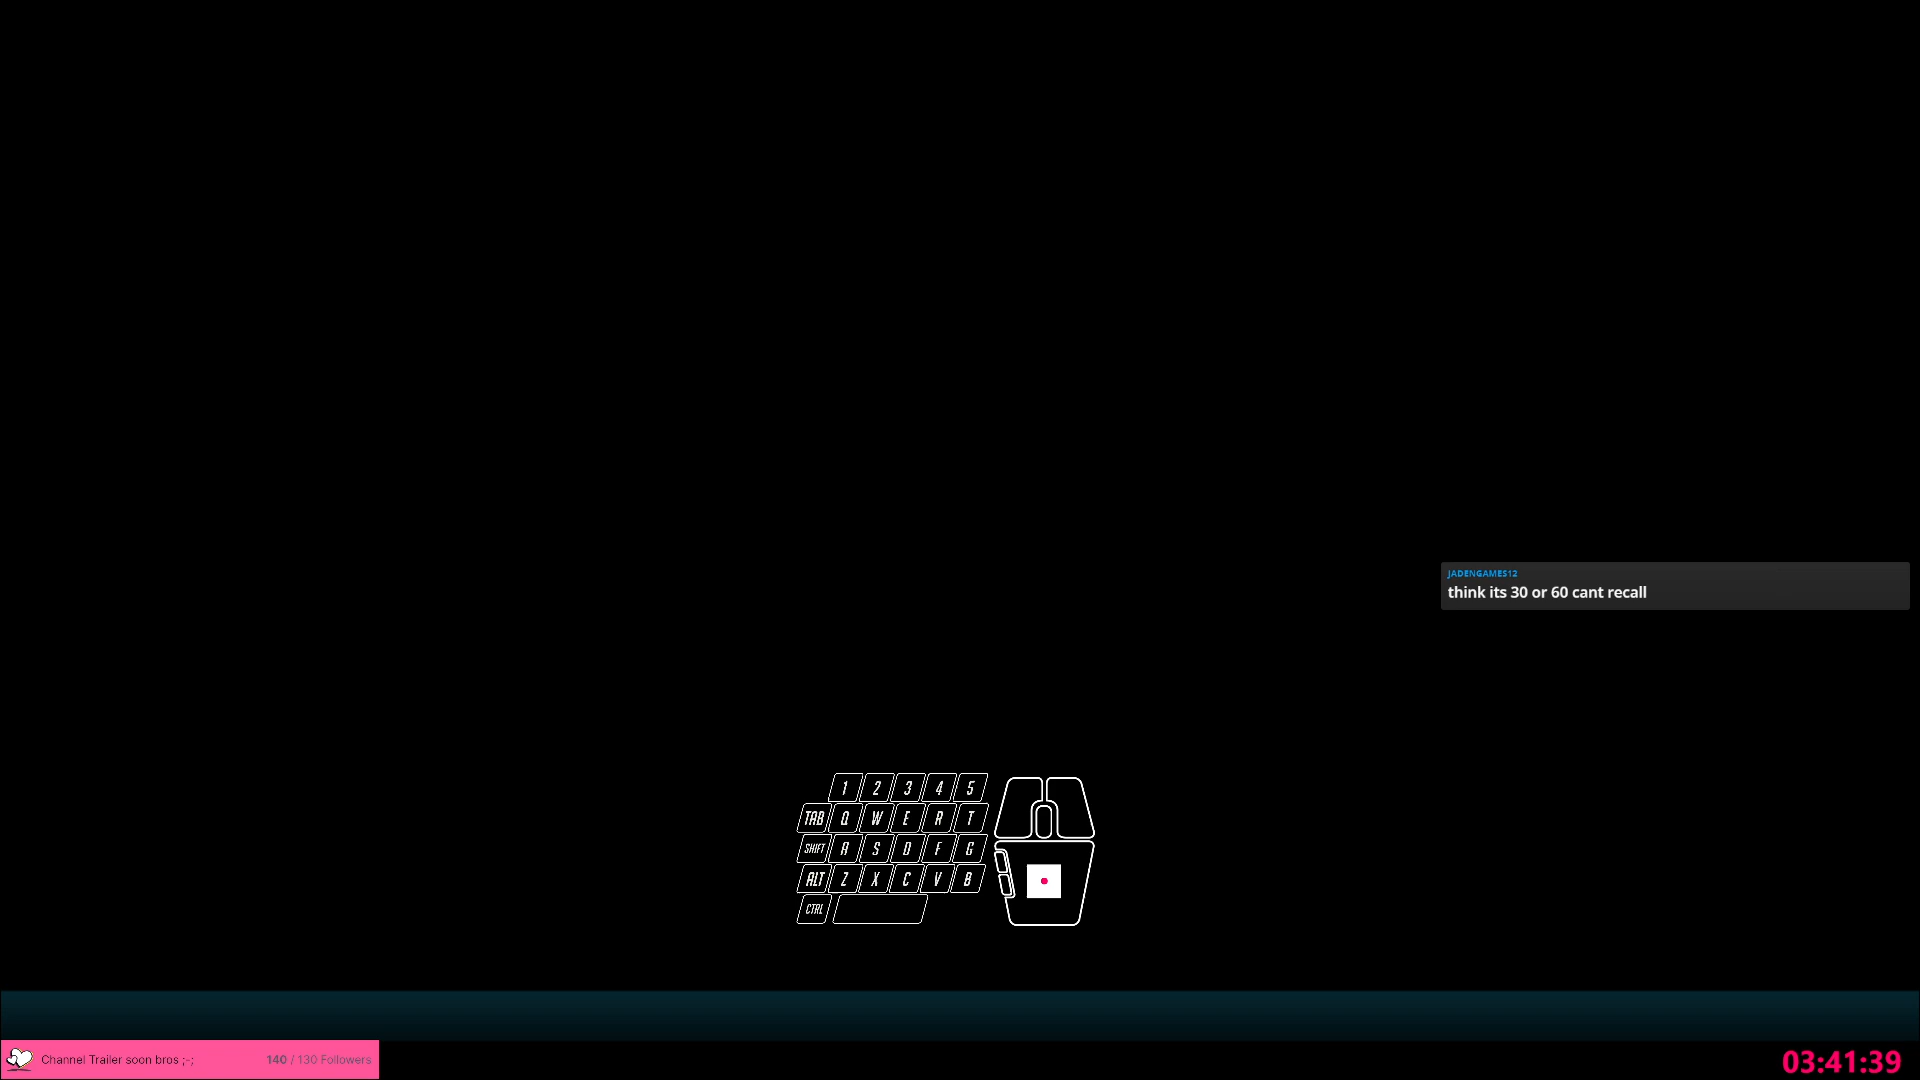 JADENGAMES12
think its 30 or 60 cant recall
1 2 3 4 5
TAB Q W E R T
SHIFT A S D F G
ALT Z X C V B
CTRL
Channel Trailer soon bros ;-; 140 / 130 Followers
03:41:39